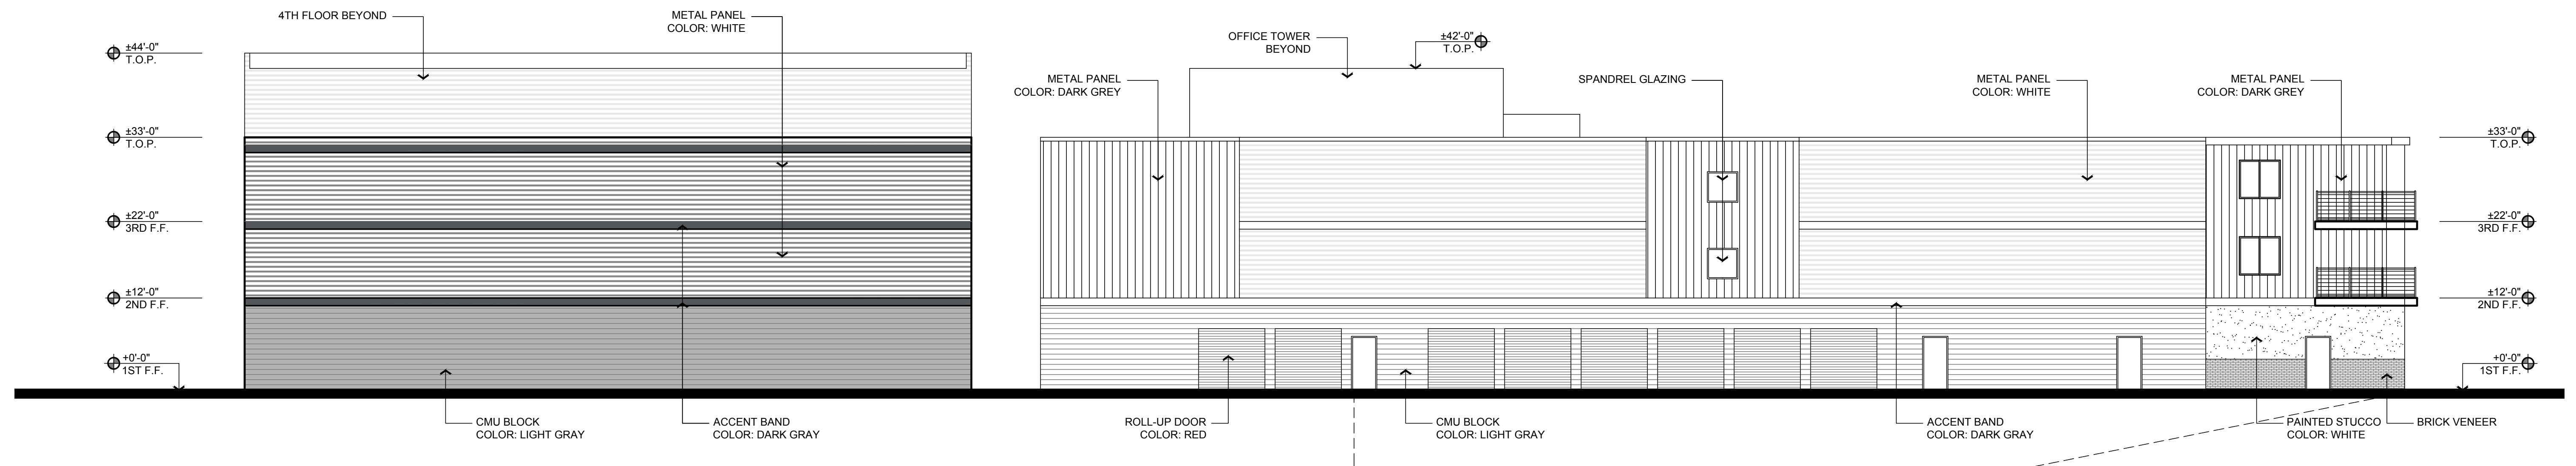 4TH FLOOR BEYOND
METAL PANEL
COLOR: WHITE
±44'-0"
T.O.P.
±33'-0"
T.O.P.
±22'-0"
3RD F.F.
±12'-0"
2ND F.F.
+0'-0"
1ST F.F.
CMU BLOCK
COLOR: LIGHT GRAY
ACCENT BAND
COLOR: DARK GRAY
OFFICE TOWER
BEYOND
±42'-0"
T.O.P.
METAL PANEL
COLOR: DARK GREY
SPANDREL GLAZING
METAL PANEL
COLOR: WHITE
METAL PANEL
COLOR: DARK GREY
±33'-0"
T.O.P.
±22'-0"
3RD F.F.
±12'-0"
2ND F.F.
+0'-0"
1ST F.F.
ROLL-UP DOOR
COLOR: RED
CMU BLOCK
COLOR: LIGHT GRAY
ACCENT BAND
COLOR: DARK GRAY
PAINTED STUCCO
COLOR: WHITE
BRICK VENEER